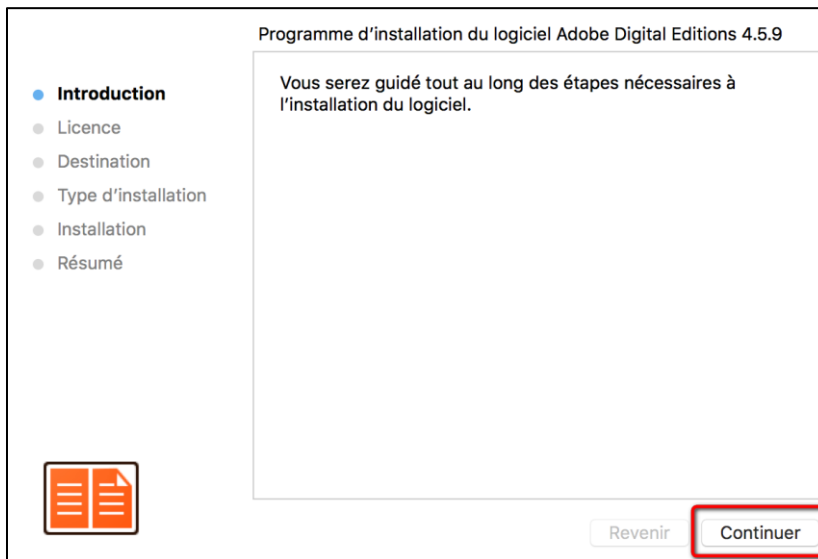 Programme d’installation du logiciel Adobe Digital Editions 4.5.9
Introduction
Licence
Destination
Type d’installation
Installation
Résumé
Vous serez guidé tout au long des étapes nécessaires à
l’installation du logiciel.
Revenir
Continuer